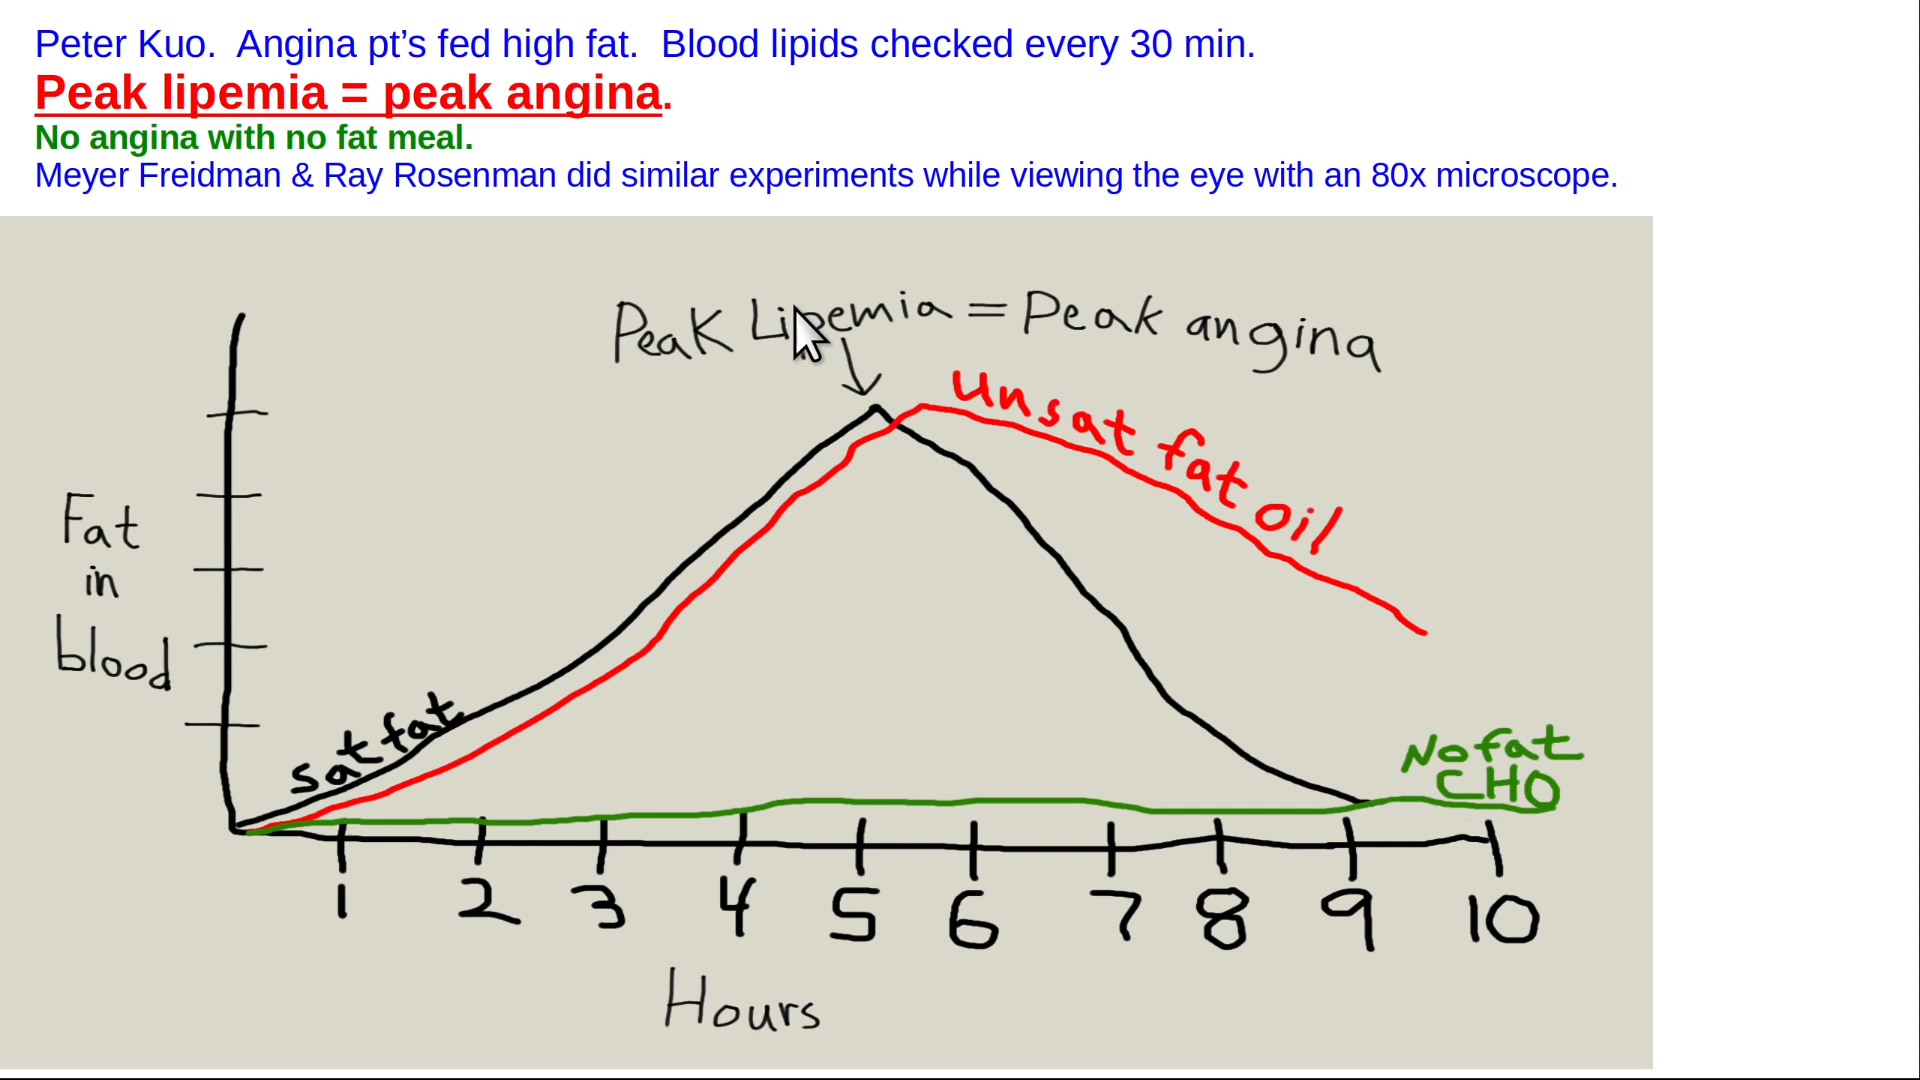 Peter Kuo.  Angina pt’s fed high fat.  Blood lipids checked every 30 min.
Peak lipemia = peak angina.
No angina with no fat meal.
Meyer Freidman & Ray Rosenman did similar experiments while viewing the eye with an 80x microscope.
Peak Lipemia = Peak angina
unsat fat oil
Fat
in
blood
sat fat
No fat
CHO
1 2 3 4 5 6 7 8 9 10
Hours